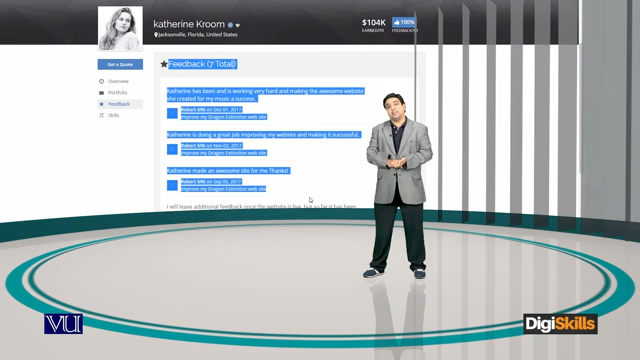 katherine Kroom
Jacksonville, Florida, United States
$104K
EARNED/YR
100%
FEEDBACK/YR
Get a Quote
Overview
Portfolio
Feedback
Skills
Feedback (7 Total)
Katherine has been and is working very hard and making the awesome website
she created for my music a success.
Robert 696 on Dec 01, 2017
Improve my Dragon Extinction web site
Katherine is doing a great job improving my website and making it successful.
Robert 696 on Nov 02, 2017
Improve my Dragon Extinction web site
Katherine made an awesome site for me Thanks!
Robert 696 on Sep 05, 2017
Improve my Dragon Extinction web site
I will leave additional feedback once the website is live, but so far it has been
VU
DigiSkills